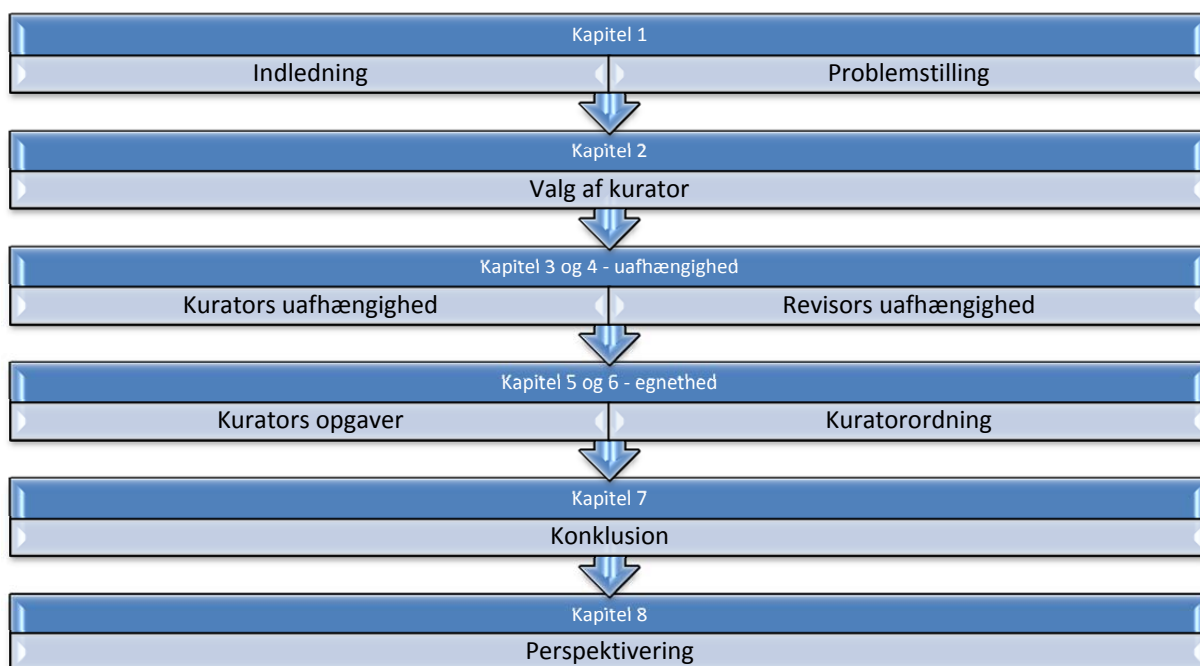 Kapitel 1
Indledning Problemstilling
Kapitel 2
Valg af kurator
Kapitel 3 og 4 - uafhængighed
Kurators uafhængighed Revisors uafhængighed
Kapitel 5 og 6 - egnethed
Kurators opgaver Kuratorordning
Kapitel 7
Konklusion
Kapitel 8
Perspektivering